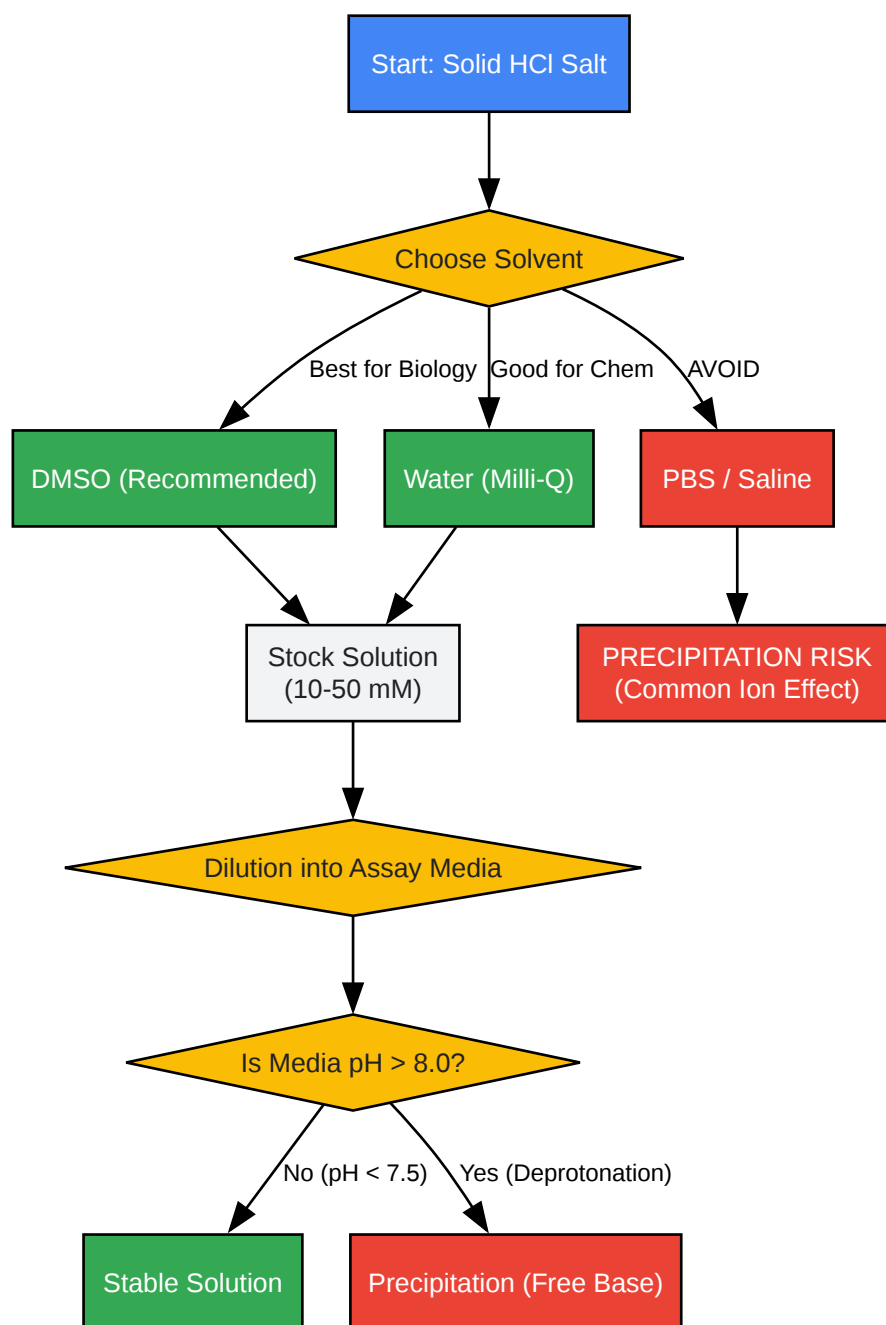 Start: Solid HCl Salt
Choose Solvent
Best for Biology
Good for Chem
AVOID
DMSO (Recommended)
Water (Milli-Q)
PBS / Saline
Stock Solution
(10-50 mM)
PRECIPITATION RISK
(Common Ion Effect)
Dilution into Assay Media
Is Media pH > 8.0?
No (pH < 7.5)
Yes (Deprotonation)
Stable Solution
Precipitation (Free Base)